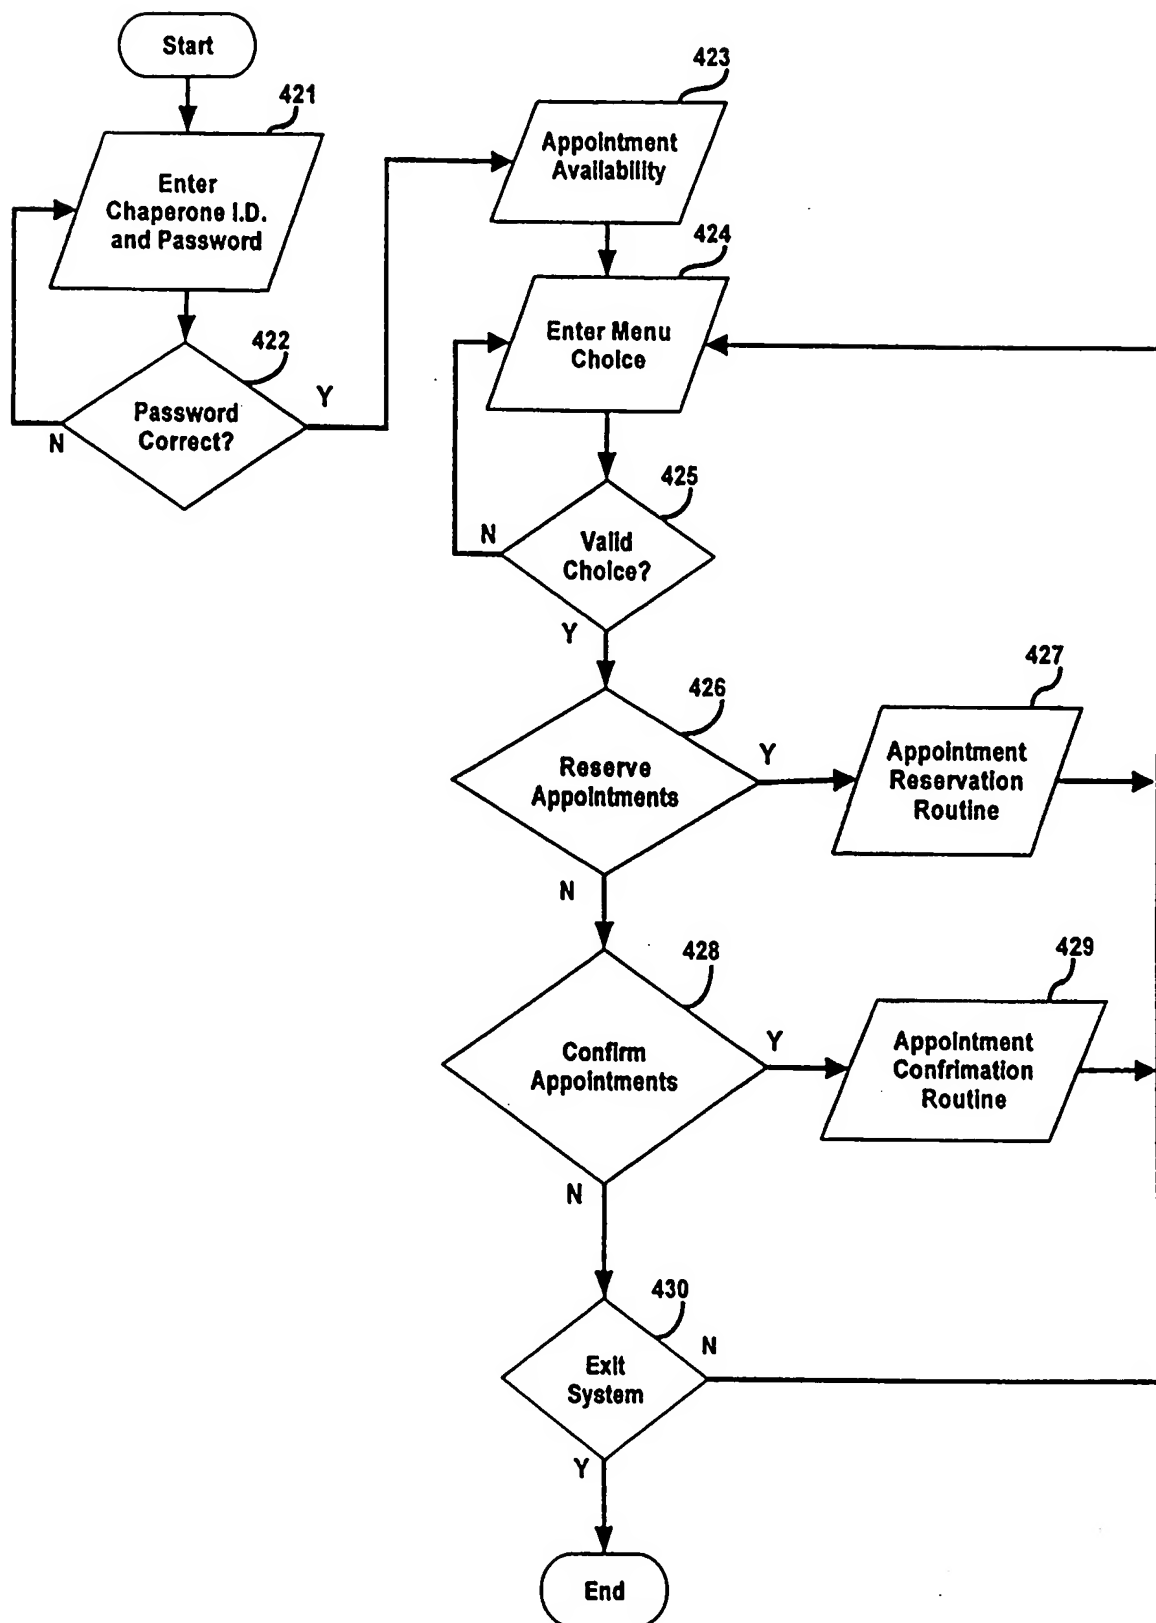 Start
421
Enter
Chaperone I.D.
and Password
422
Password
Correct?
Y
N
423
Appointment
Availability
424
Enter Menu
Choice
425
Valid
Choice?
N
Y
426
Reserve
Appointments
Y
N
427
Appointment
Reservation
Routine
428
Confirm
Appointments
Y
N
429
Appointment
Confrimation
Routine
430
Exit
System
N
Y
End